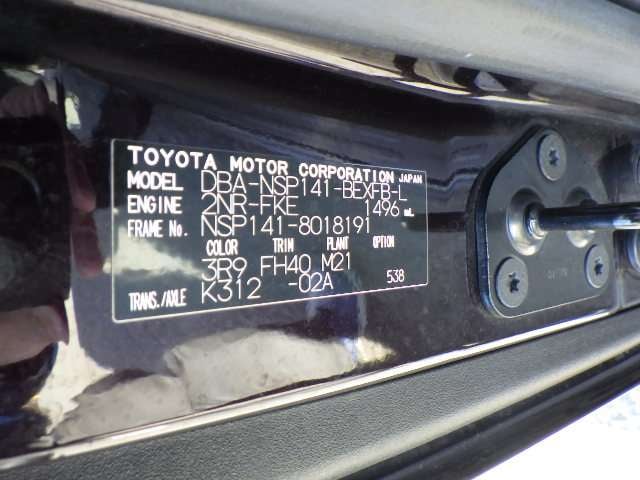 TOYOTA MOTOR CORPORATION JAPAN
MODEL DBA-NSP141-BEXFB-L
ENGINE 2NR-FKE 1496 mL
FRAME No. NSP141-8018191
COLOR TRIM PLANT OPTION
3R9 FH40 M21
TRANS./AXLE K312 -02A 538